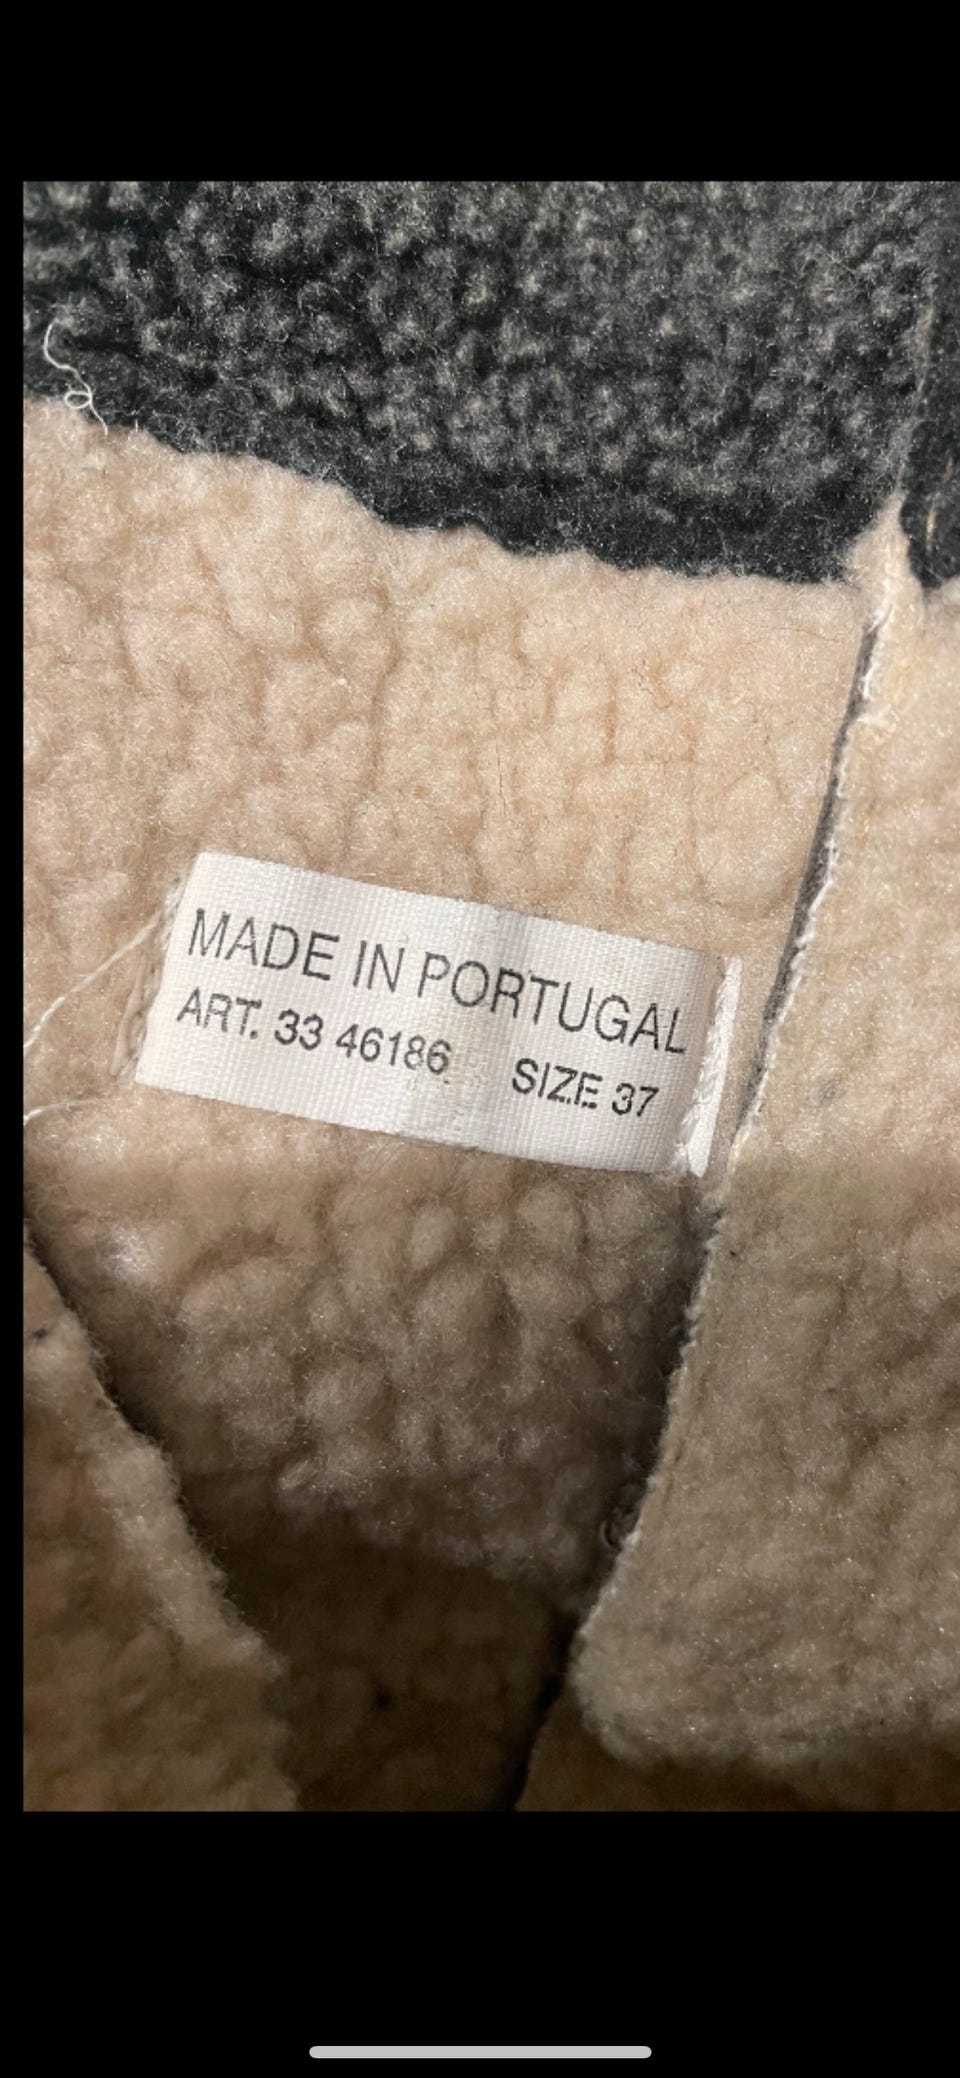 MADE IN PORTUGAL
ART. 33 46186 SIZE 37